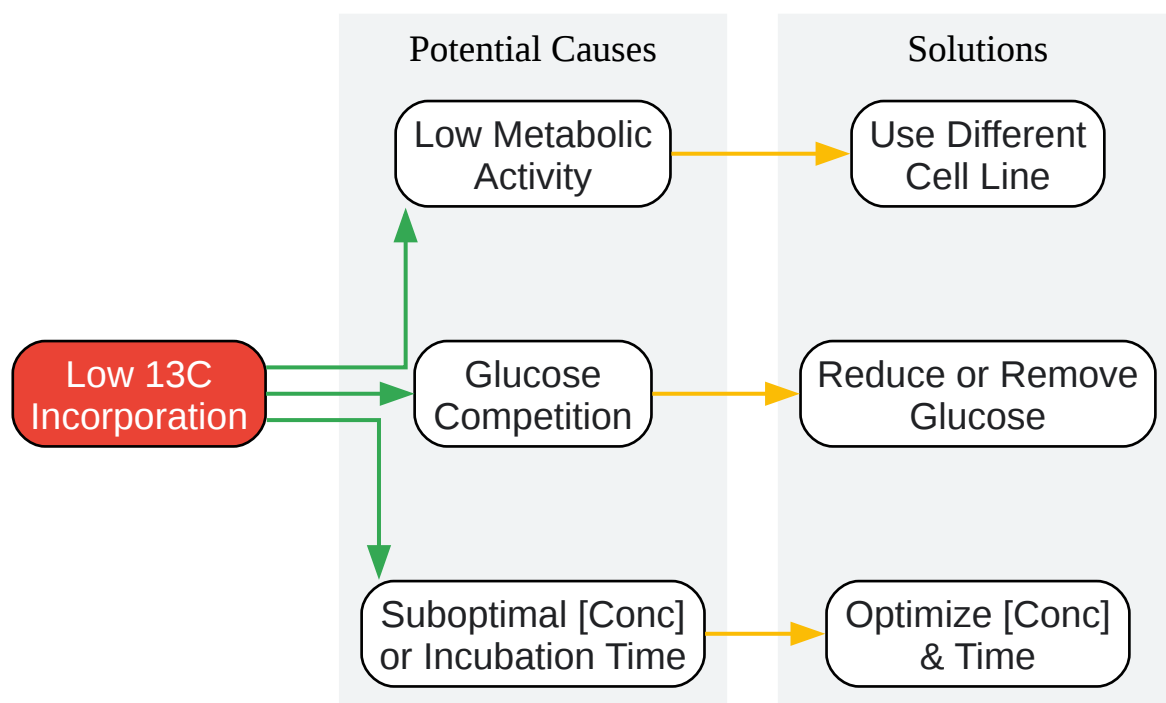 Potential Causes
Solutions
Low Metabolic
Activity
Use Different
Cell Line
Low 13C
Incorporation
Glucose
Competition
Reduce or Remove
Glucose
Suboptimal [Conc]
or Incubation Time
Optimize [Conc]
& Time